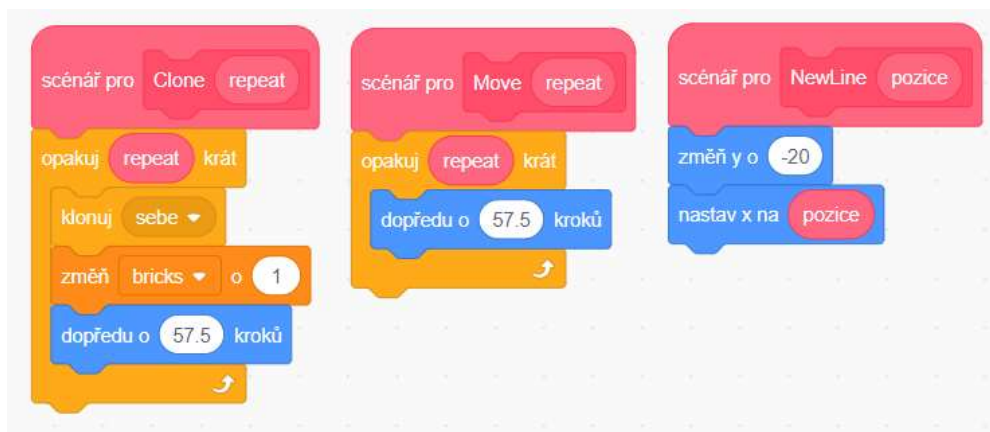 scénář pro Clone repeat
opakuj repeat krát
klonuj sebe
změň bricks o 1
dopředu o 57.5 kroků
scénář pro Move repeat
opakuj repeat krát
dopředu o 57.5 kroků
scénář pro NewLine pozice
změň y o -20
nastav x na pozice